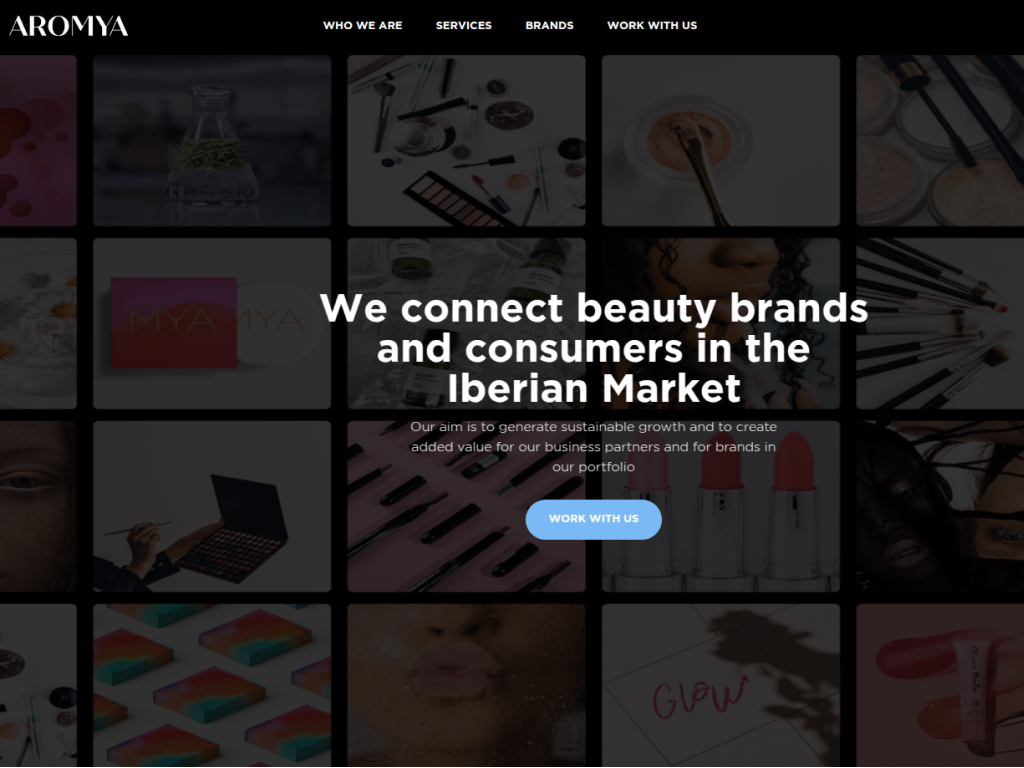 AROMYA
WHO WE ARE
SERVICES
BRANDS
WORK WITH US
MYA
MYA
We connect beauty brands
and consumers in the
Iberian Market
Our aim is to generate sustainable growth and to create
added value for our business partners and for brands in
our portfolio
WORK WITH US
GLOW